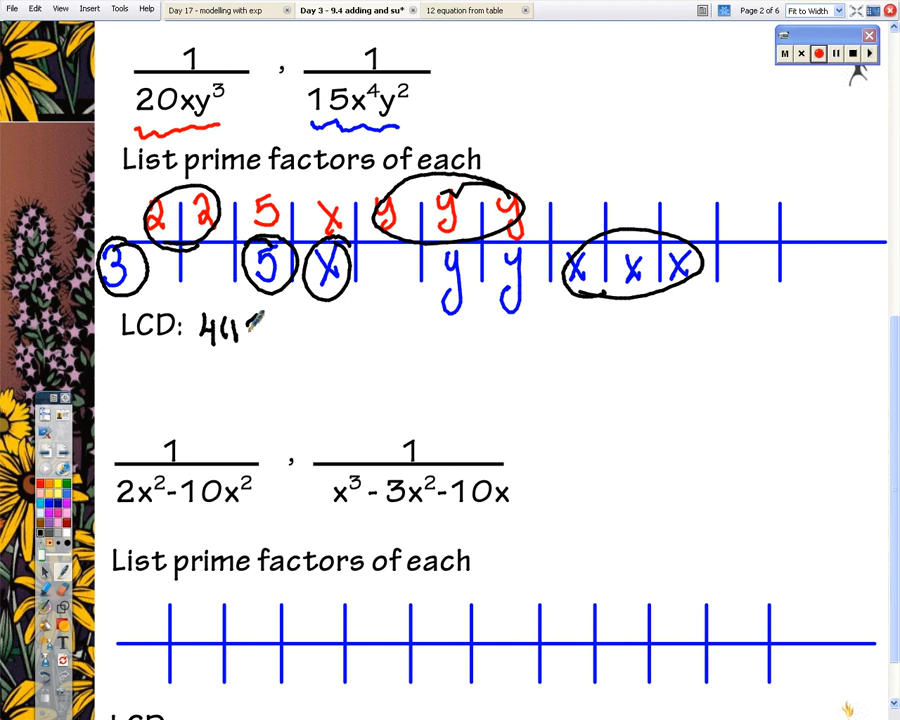 File Edit View Insert Tools Help Day 17 - modelling with exp Day 3 - 9.4 adding and su* 12 equation from table Page 2 of 6 Fit to Width
M
1 , 1
20xy³ 15x⁴y²
List prime factors of each
2 2 5 x y y y
3 5 x y y x x x
LCD:
1 , 1
2x²-10x² x³ - 3x²-10x
List prime factors of each